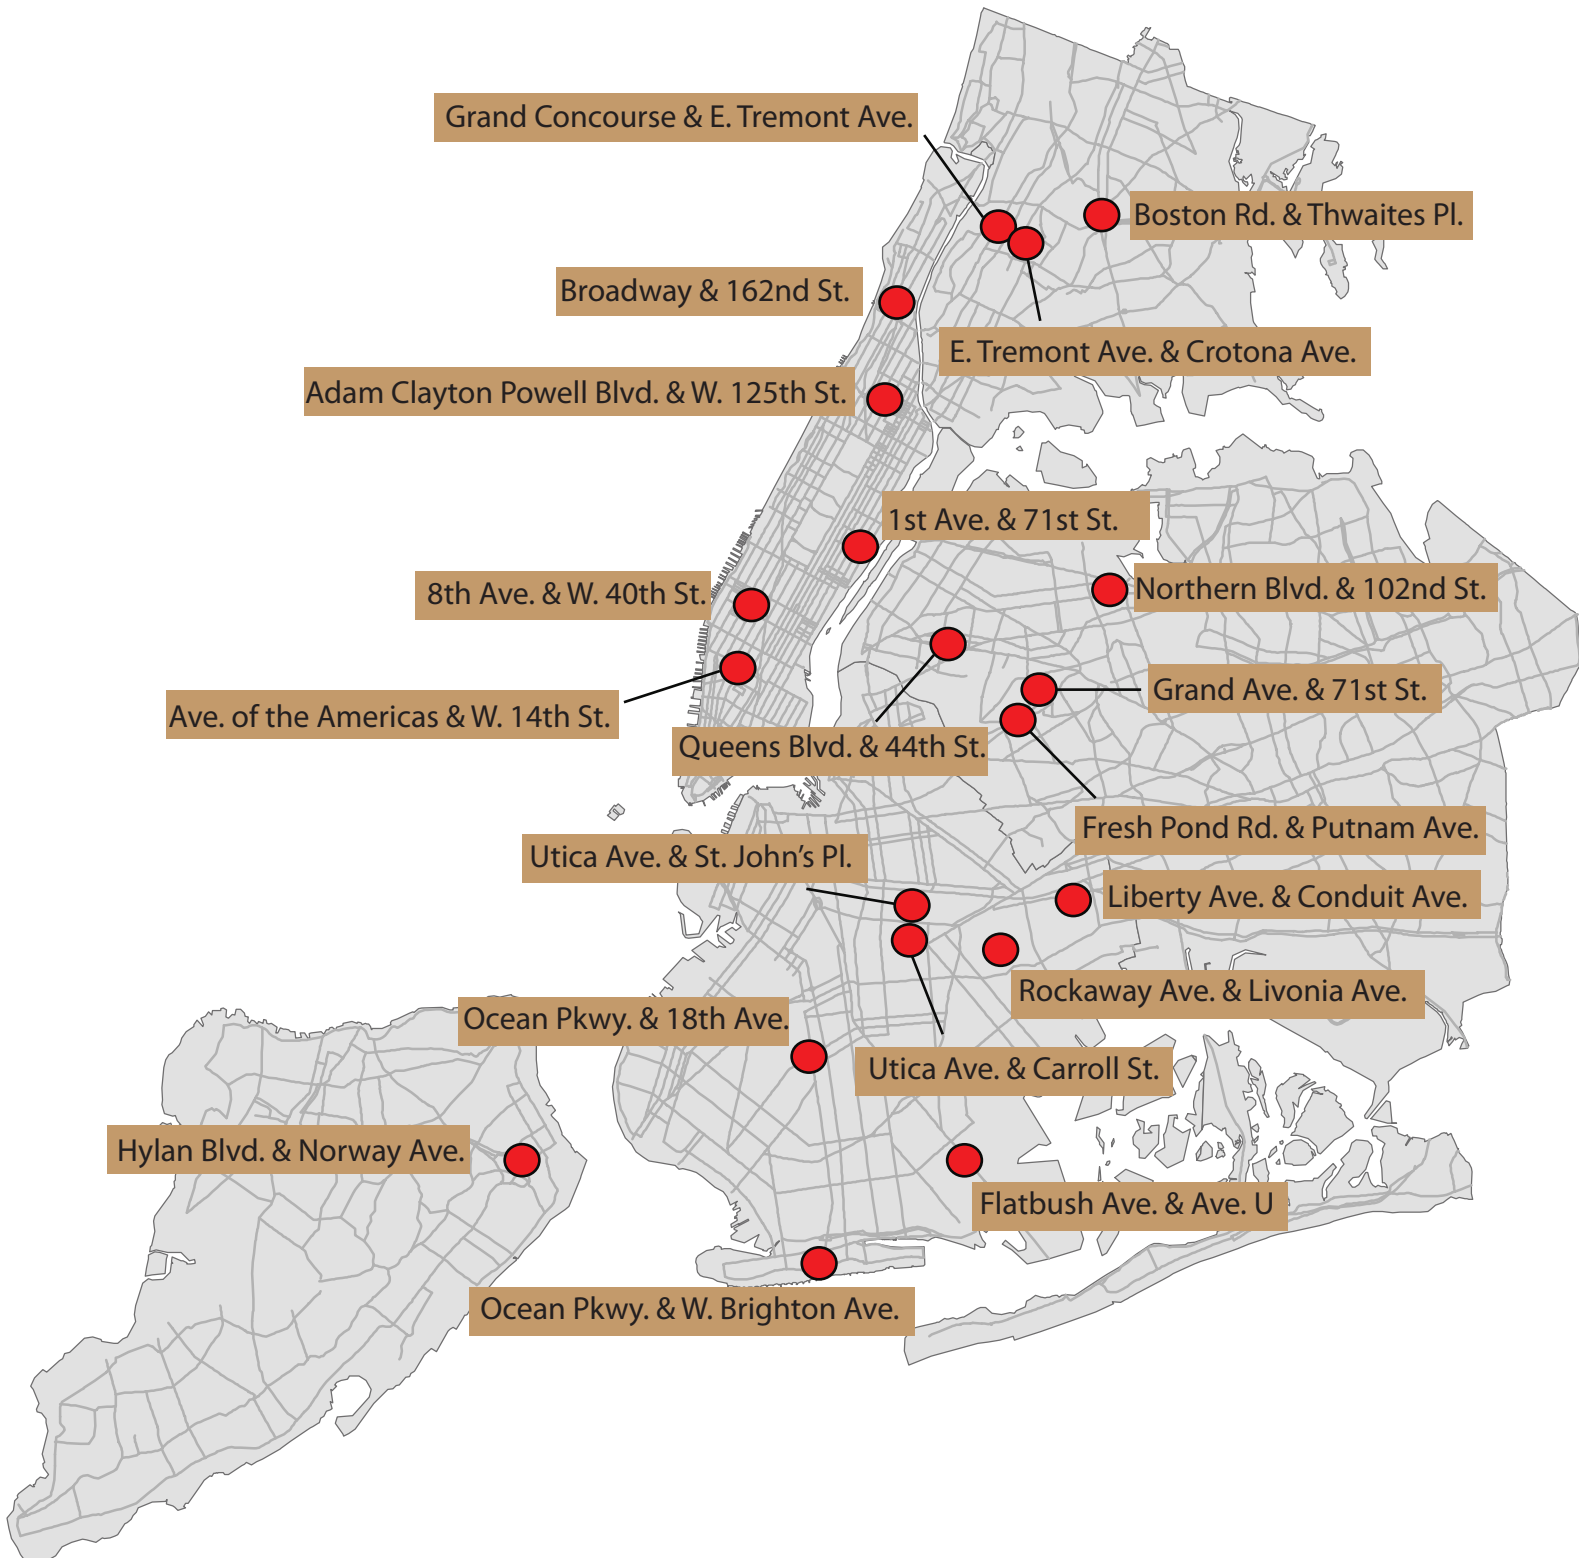 Grand Concourse & E. Tremont Ave.
Boston Rd. & Thwaites Pl.
Broadway & 162nd St.
E. Tremont Ave. & Crotona Ave.
Adam Clayton Powell Blvd. & W. 125th St.
1st Ave. & 71st St.
8th Ave. & W. 40th St.
Northern Blvd. & 102nd St.
Grand Ave. & 71st St.
Ave. of the Americas & W. 14th St.
Queens Blvd. & 44th St.
Fresh Pond Rd. & Putnam Ave.
Utica Ave. & St. John’s Pl.
Liberty Ave. & Conduit Ave.
Rockaway Ave. & Livonia Ave.
Ocean Pkwy. & 18th Ave.
Utica Ave. & Carroll St.
Hylan Blvd. & Norway Ave.
Flatbush Ave. & Ave. U
Ocean Pkwy. & W. Brighton Ave.